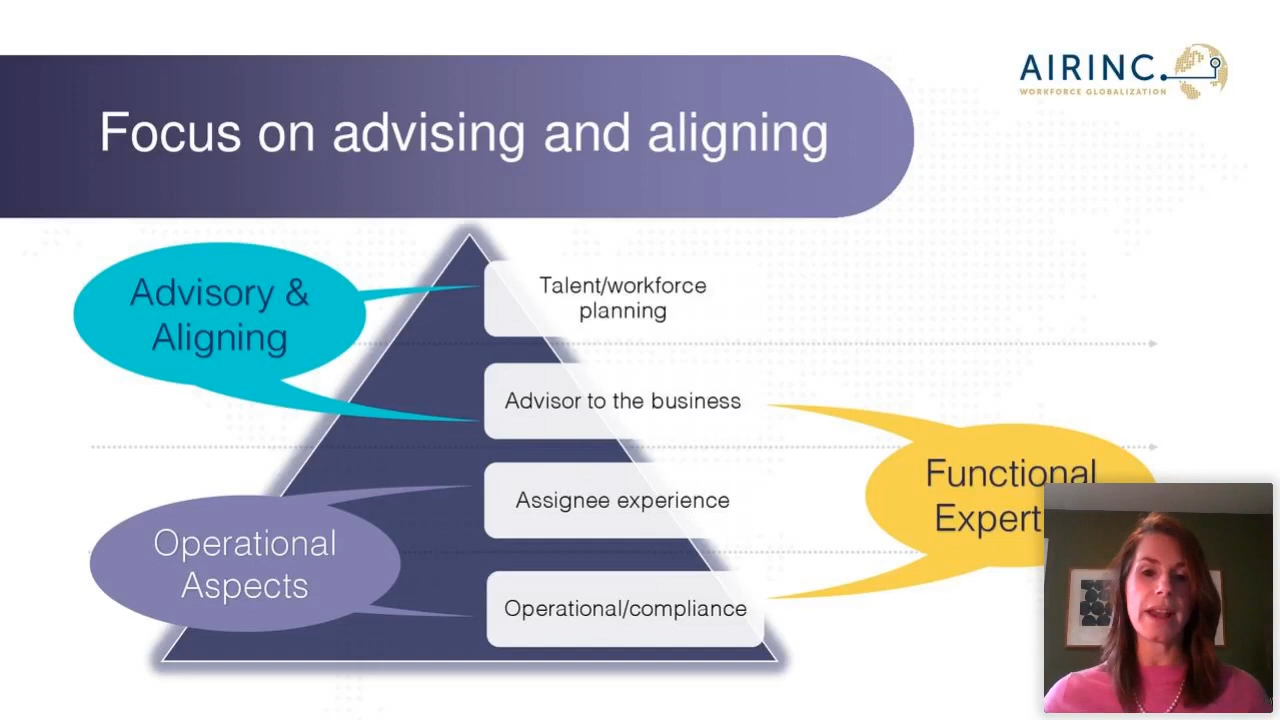 AIRINC.
WORKFORCE GLOBALIZATION
Focus on advising and aligning
Advisory &
Aligning
Talent/workforce
planning
Advisor to the business
Functional
Assignee experience
Operational
Aspects
Operational/compliance